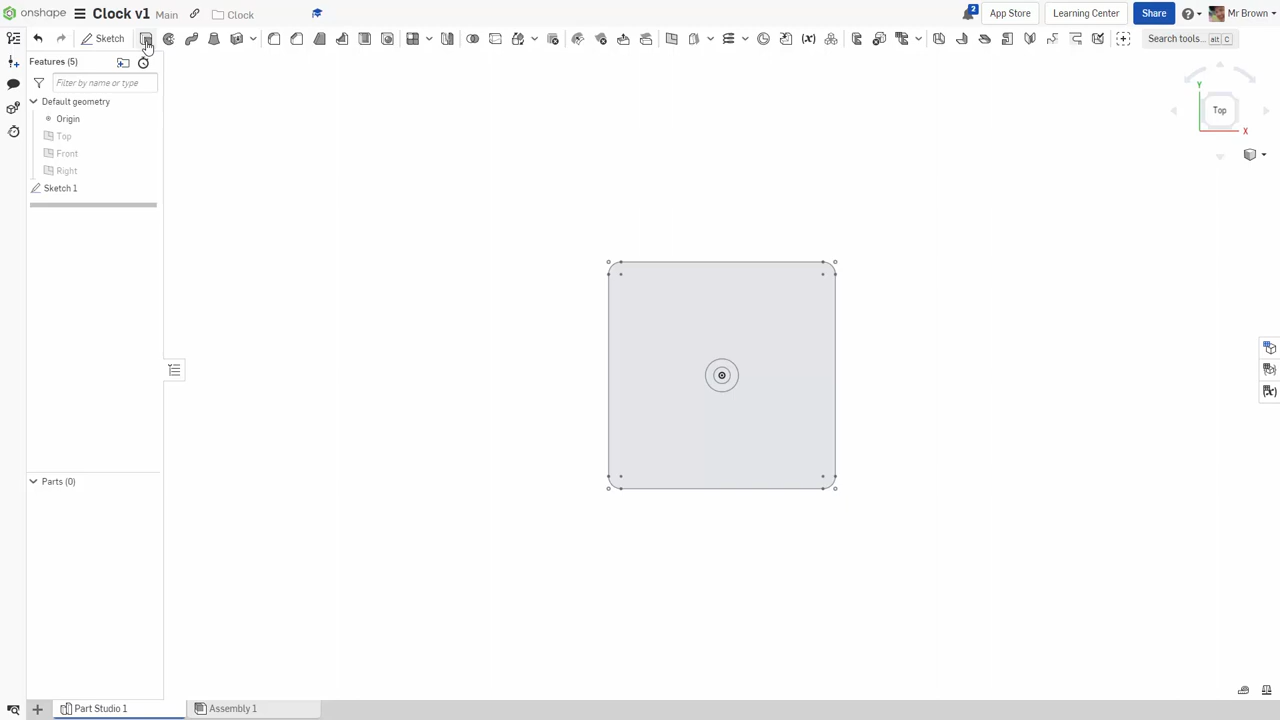 onshape Clock v1 Main Clock 2 App Store Learning Center Share Mr Brown
Sketch (x) Search tools... alt C
Features (5)
Filter by name or type
Default geometry
Origin
Top
Front
Right
Sketch 1
Y
Top
X
Parts (0)
Part Studio 1 Assembly 1